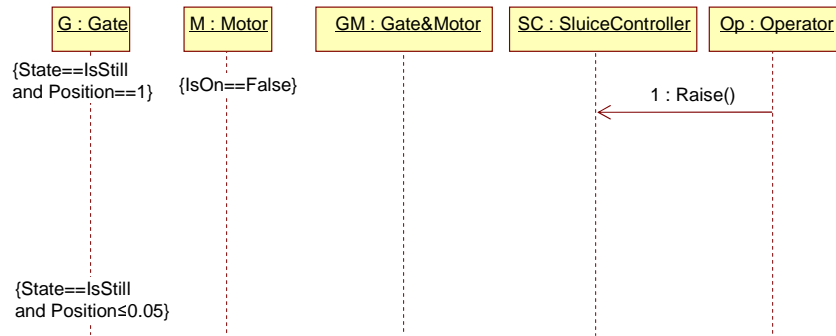 G : Gate
M : Motor
GM : Gate&Motor
SC : SluiceController
Op : Operator
{State==IsStill
and Position==1}
{IsOn==False}
1 : Raise()
{State==IsStill
and Position≤0.05}